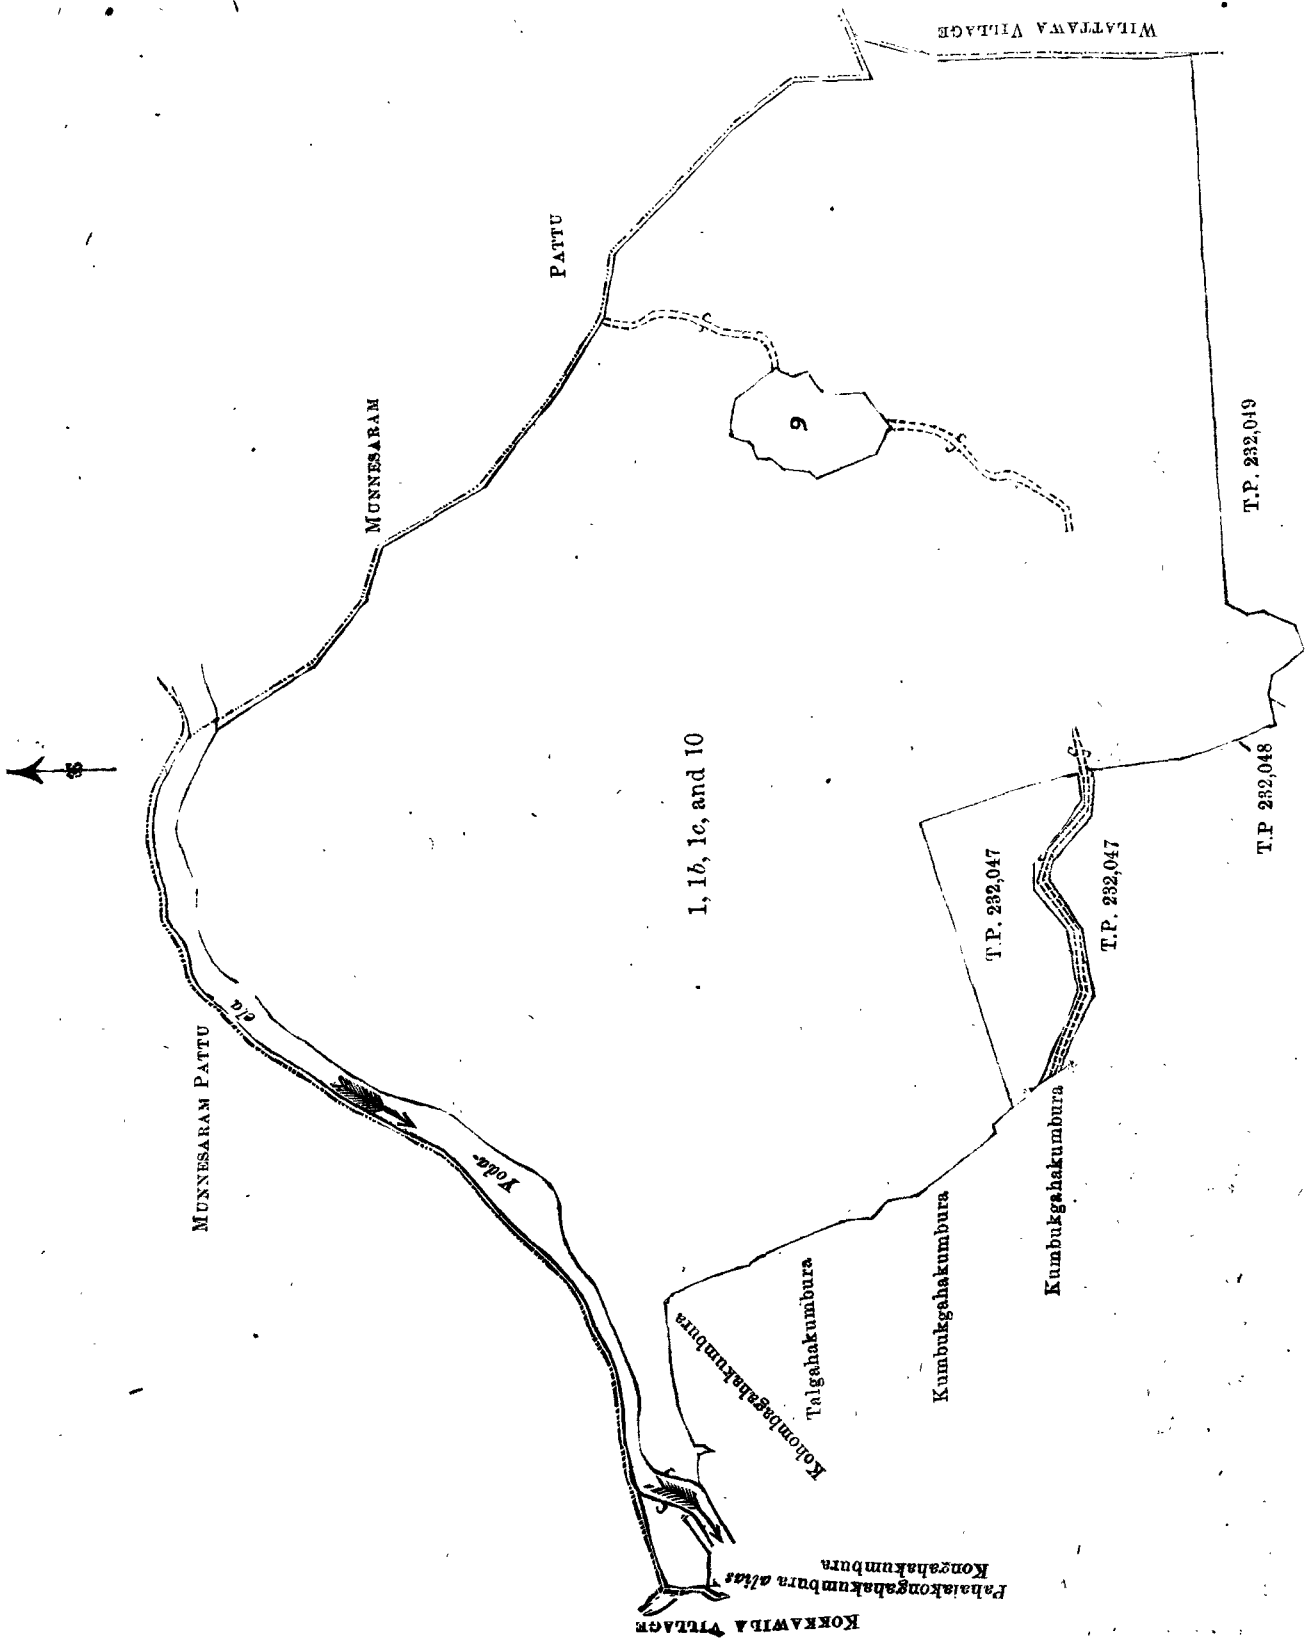 WILATTAWA VILLAGE
PATTU
MUNNESARAM
9
T.P. 232,049
1, 1b, 1c, and 10
T.P 232,048
T.P. 232,047
T.P. 232,047
MUNNESARAM PATTU
Yoda-
ela
Kumbukgahakumbura
Kumbukgahakumbura
Talgahakumbura
Kohombagahakumbura
Pahalakongahakumbura alias
Kongahakumbura
KOKKAWILA VILLAGE